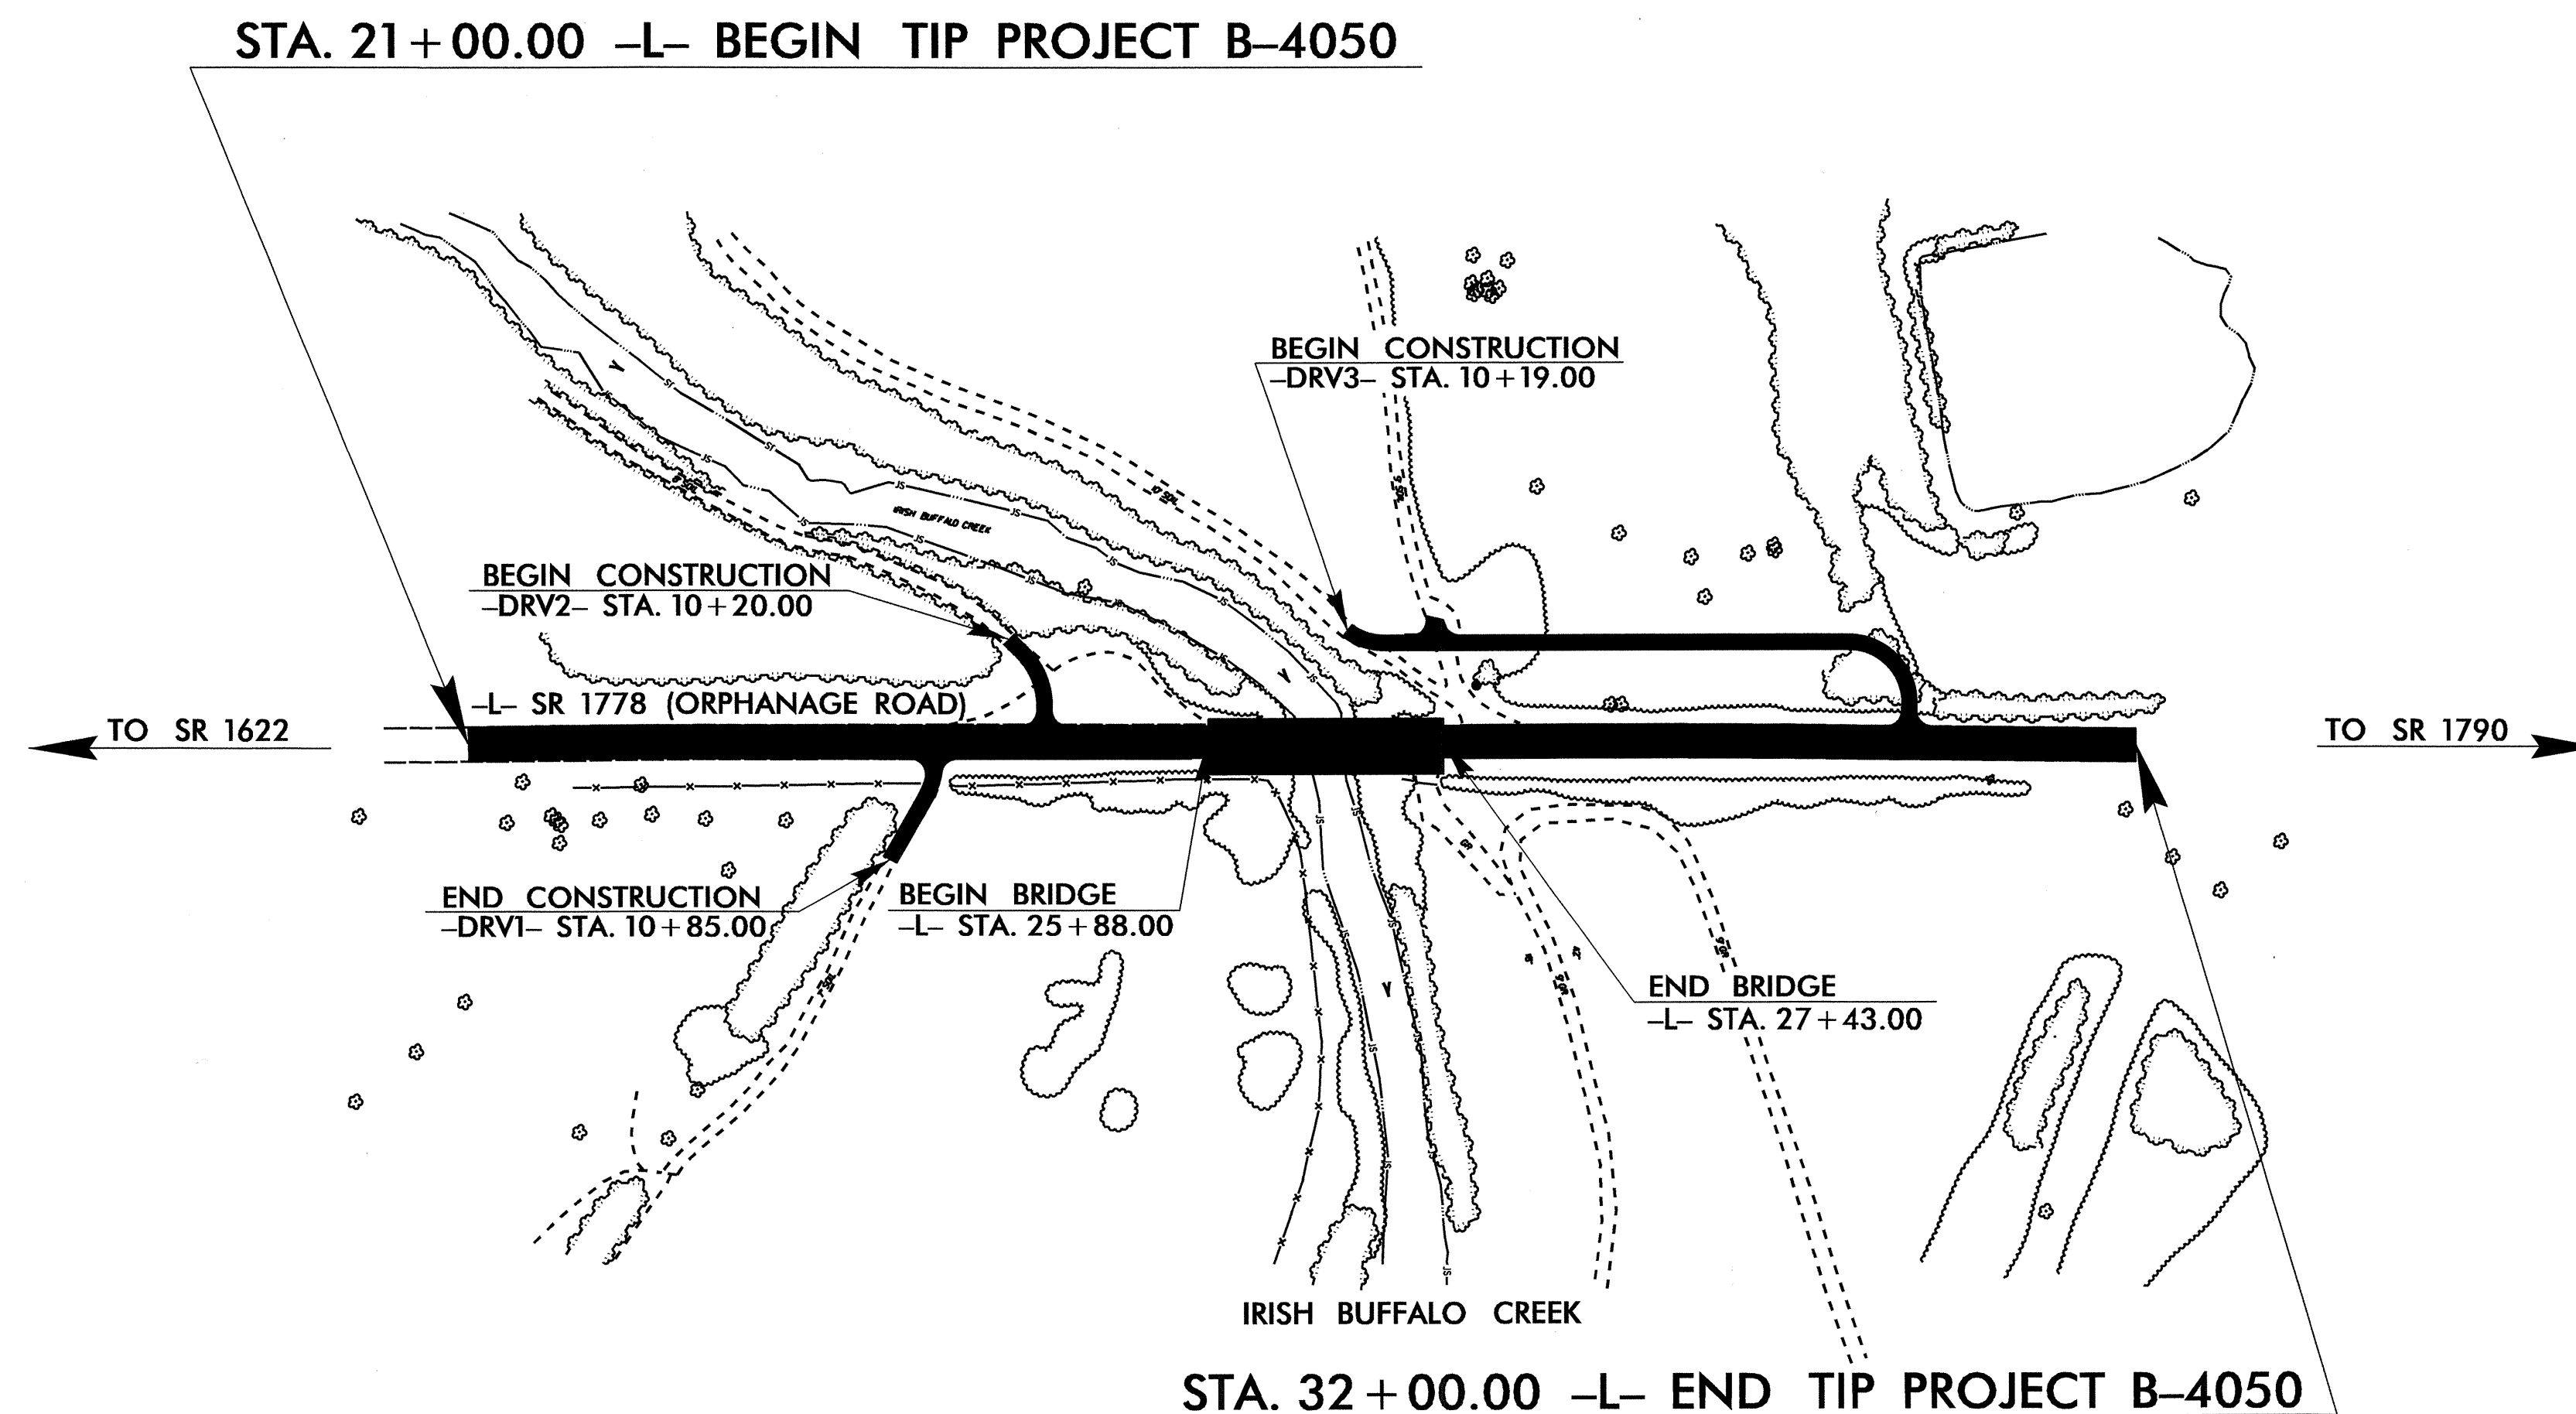 STA. 21+00.00 –L– BEGIN TIP PROJECT B–4050
BEGIN CONSTRUCTION
–DRV3– STA. 10+19.00
IRISH BUFFALO CREEK
BEGIN CONSTRUCTION
–DRV2– STA. 10+20.00
–L– SR 1778 (ORPHANAGE ROAD)
TO SR 1622
TO SR 1790
END CONSTRUCTION
–DRV1– STA. 10+85.00
BEGIN BRIDGE
–L– STA. 25+88.00
END BRIDGE
–L– STA. 27+43.00
IRISH BUFFALO CREEK
STA. 32+00.00 –L– END TIP PROJECT B–4050